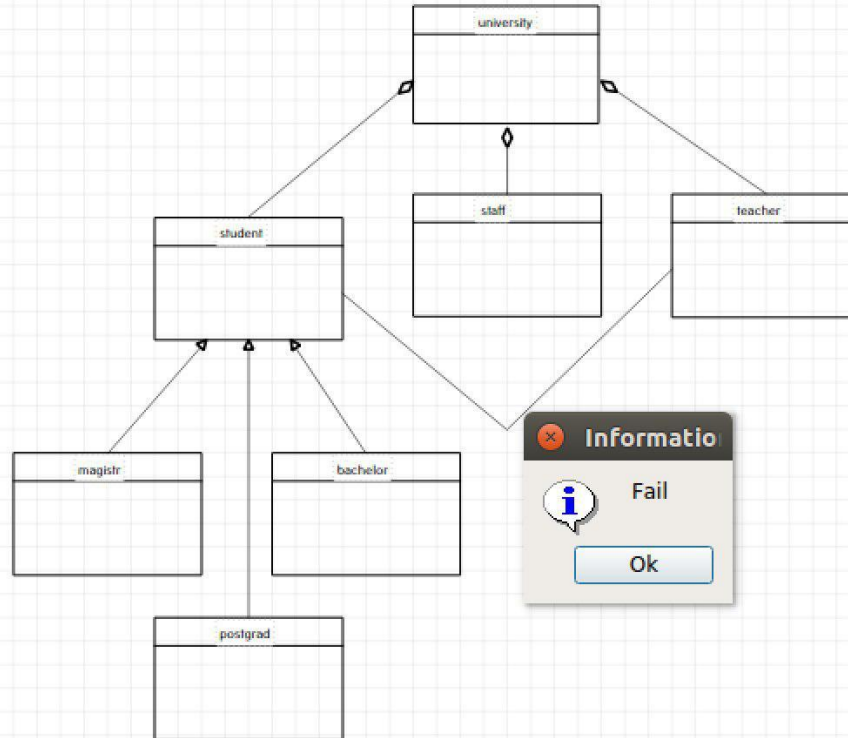 university
staff
teacher
student
Informatio
magistr
bachelor
Fail
Ok
postgrad